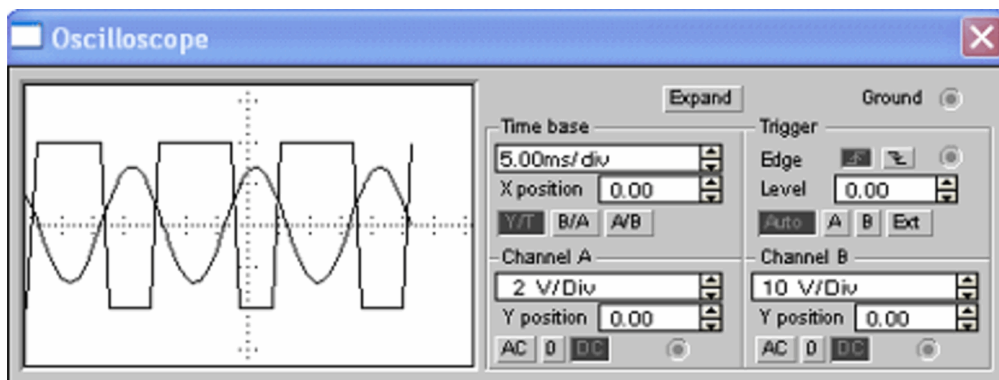 Oscilloscope
Expand
Ground
Time base
5.00ms/div
X position 0.00
Y/T B/A A/B
Trigger
Edge
Level 0.00
Auto A B Ext
Channel A
2 V/Div
Y position 0.00
AC 0 DC
Channel B
10 V/Div
Y position 0.00
AC 0 DC